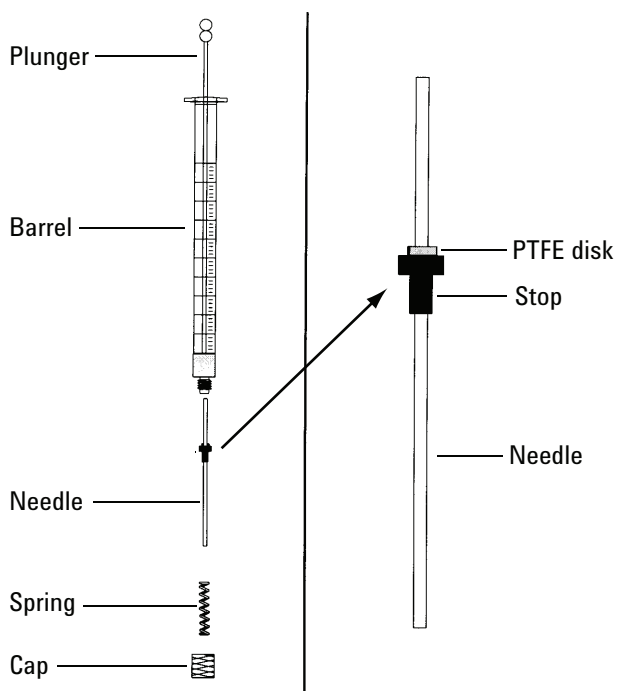 Plunger
Barrel
Needle
Spring
Cap
PTFE disk
Stop
Needle